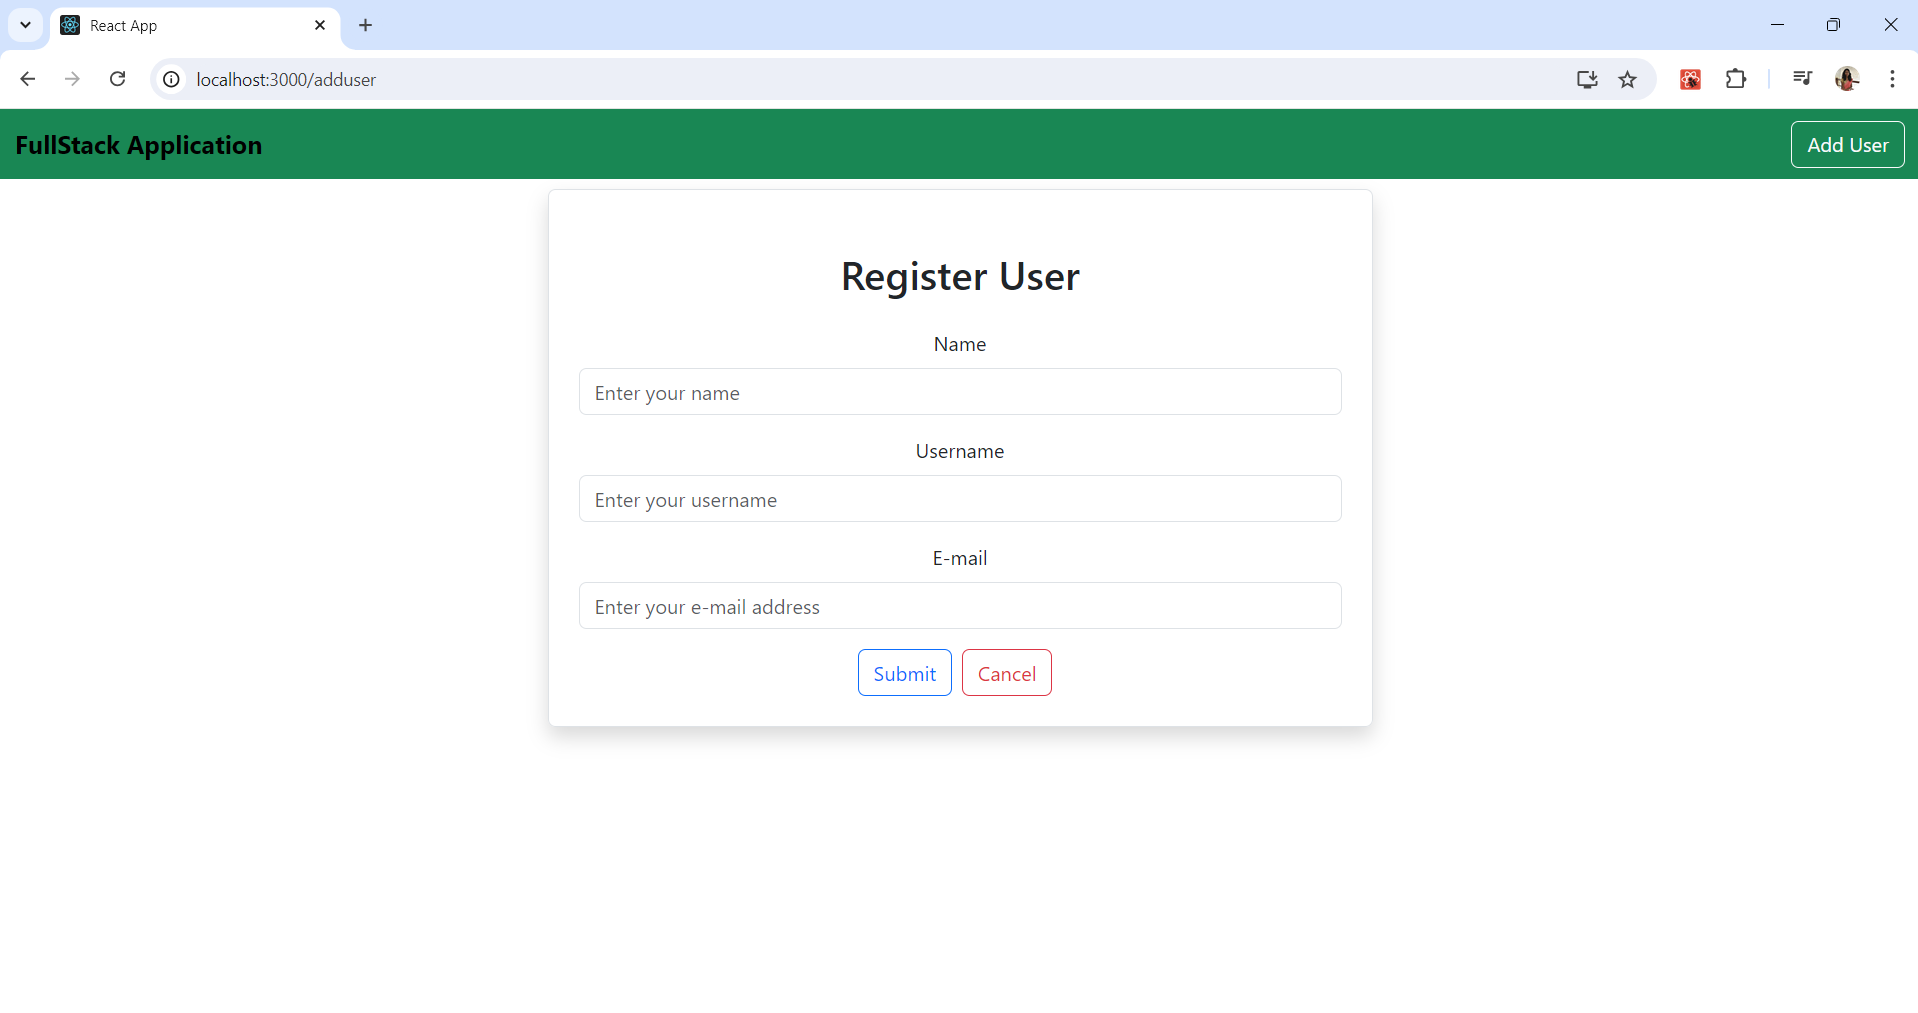 React App
localhost:3000/adduser
FullStack Application
Add User
Register User
Name
Enter your name
Username
Enter your username
E-mail
Enter your e-mail address
Submit Cancel